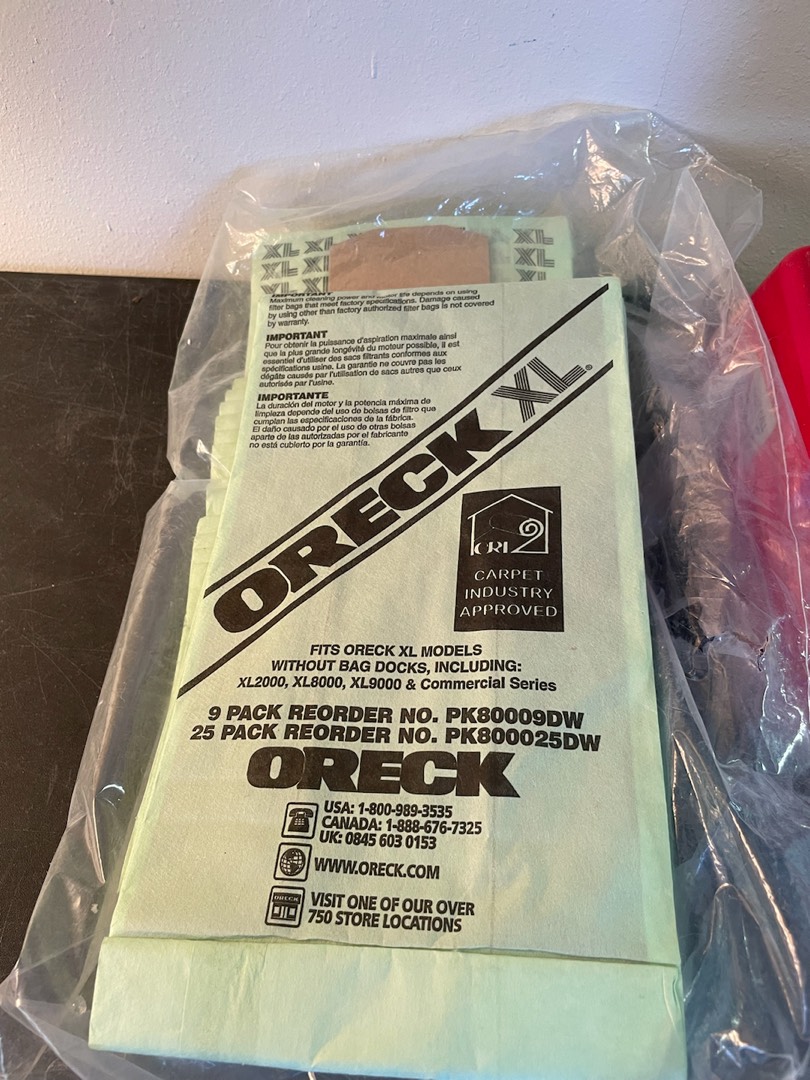 XL XL XL
XL XL XL
XL XL XL
IMPORTANT
Maximum cleaning power and motor life depends on using
filter bags that meet factory specifications. Damage caused
by using other than factory authorized filter bags is not covered
by warranty.
IMPORTANT
Pour obtenir la puissance d'aspiration maximale ainsi
que la plus grande longévité du moteur possible, il est
essentiel d'utiliser des sacs filtrants conformes aux
spécifications usine. La garantie ne couvre pas les
dégâts causés par l'utilisation de sacs autres que ceux
autorisés par l'usine.
IMPORTANTE
La duración del motor y la potencia máxima de
limpieza depende del uso de bolsas de filtro que
cumplan las especificaciones de la fábrica.
El daño causado por el uso de otras bolsas
aparte de las autorizadas por el fabricante
no está cubierto por la garantía.
ORECK XL®
CRI
CARPET
INDUSTRY
APPROVED
FITS ORECK XL MODELS
WITHOUT BAG DOCKS, INCLUDING:
XL2000, XL8000, XL9000 & Commercial Series
9 PACK REORDER NO. PK80009DW
25 PACK REORDER NO. PK800025DW
ORECK
USA: 1-800-989-3535
CANADA: 1-888-676-7325
UK: 0845 603 0153
WWW.ORECK.COM
ORECK
VISIT ONE OF OUR OVER
750 STORE LOCATIONS